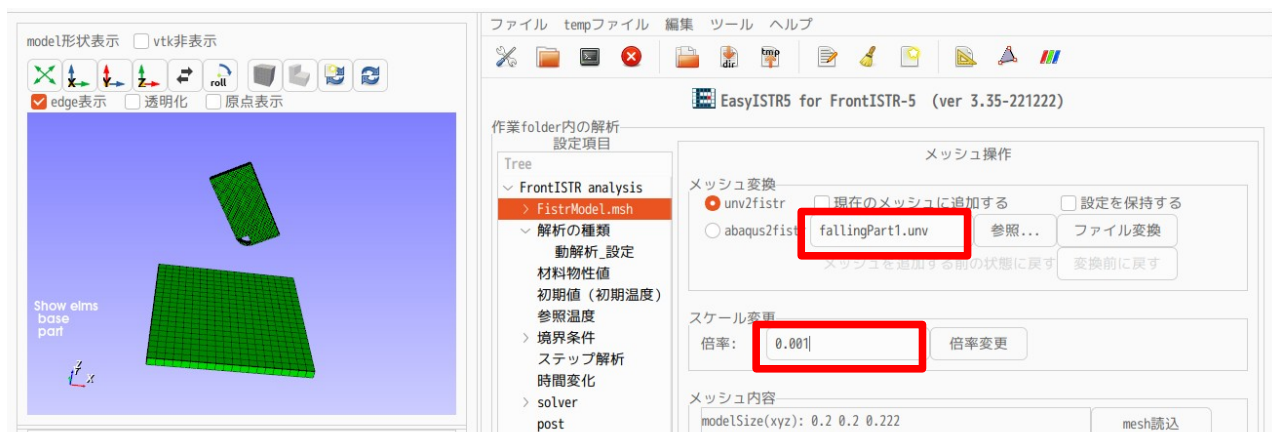 model形状表示 vtk非表示
X Y Z roll
edge表示 透明化 原点表示
Show elms
base
part
Z
X
ファイル tempファイル 編集 ツール ヘルプ
dir tmp
EasyISTR5 for FrontISTR-5 (ver 3.35-221222)
作業folder内の解析
設定項目
Tree
FrontISTR analysis
FistrModel.msh
解析の種類
動解析_設定
材料物性値
初期値（初期温度）
参照温度
境界条件
ステップ解析
時間変化
solver
post
メッシュ操作
メッシュ変換
unv2fistr 現在のメッシュに追加する 設定を保持する
abaqus2fistr fallingPart1.unv 参照... ファイル変換
メッシュを追加する前の状態に戻す 変換前に戻す
スケール変更
倍率: 0.001 倍率変更
メッシュ内容
modelSize(xyz): 0.2 0.2 0.222 mesh読込